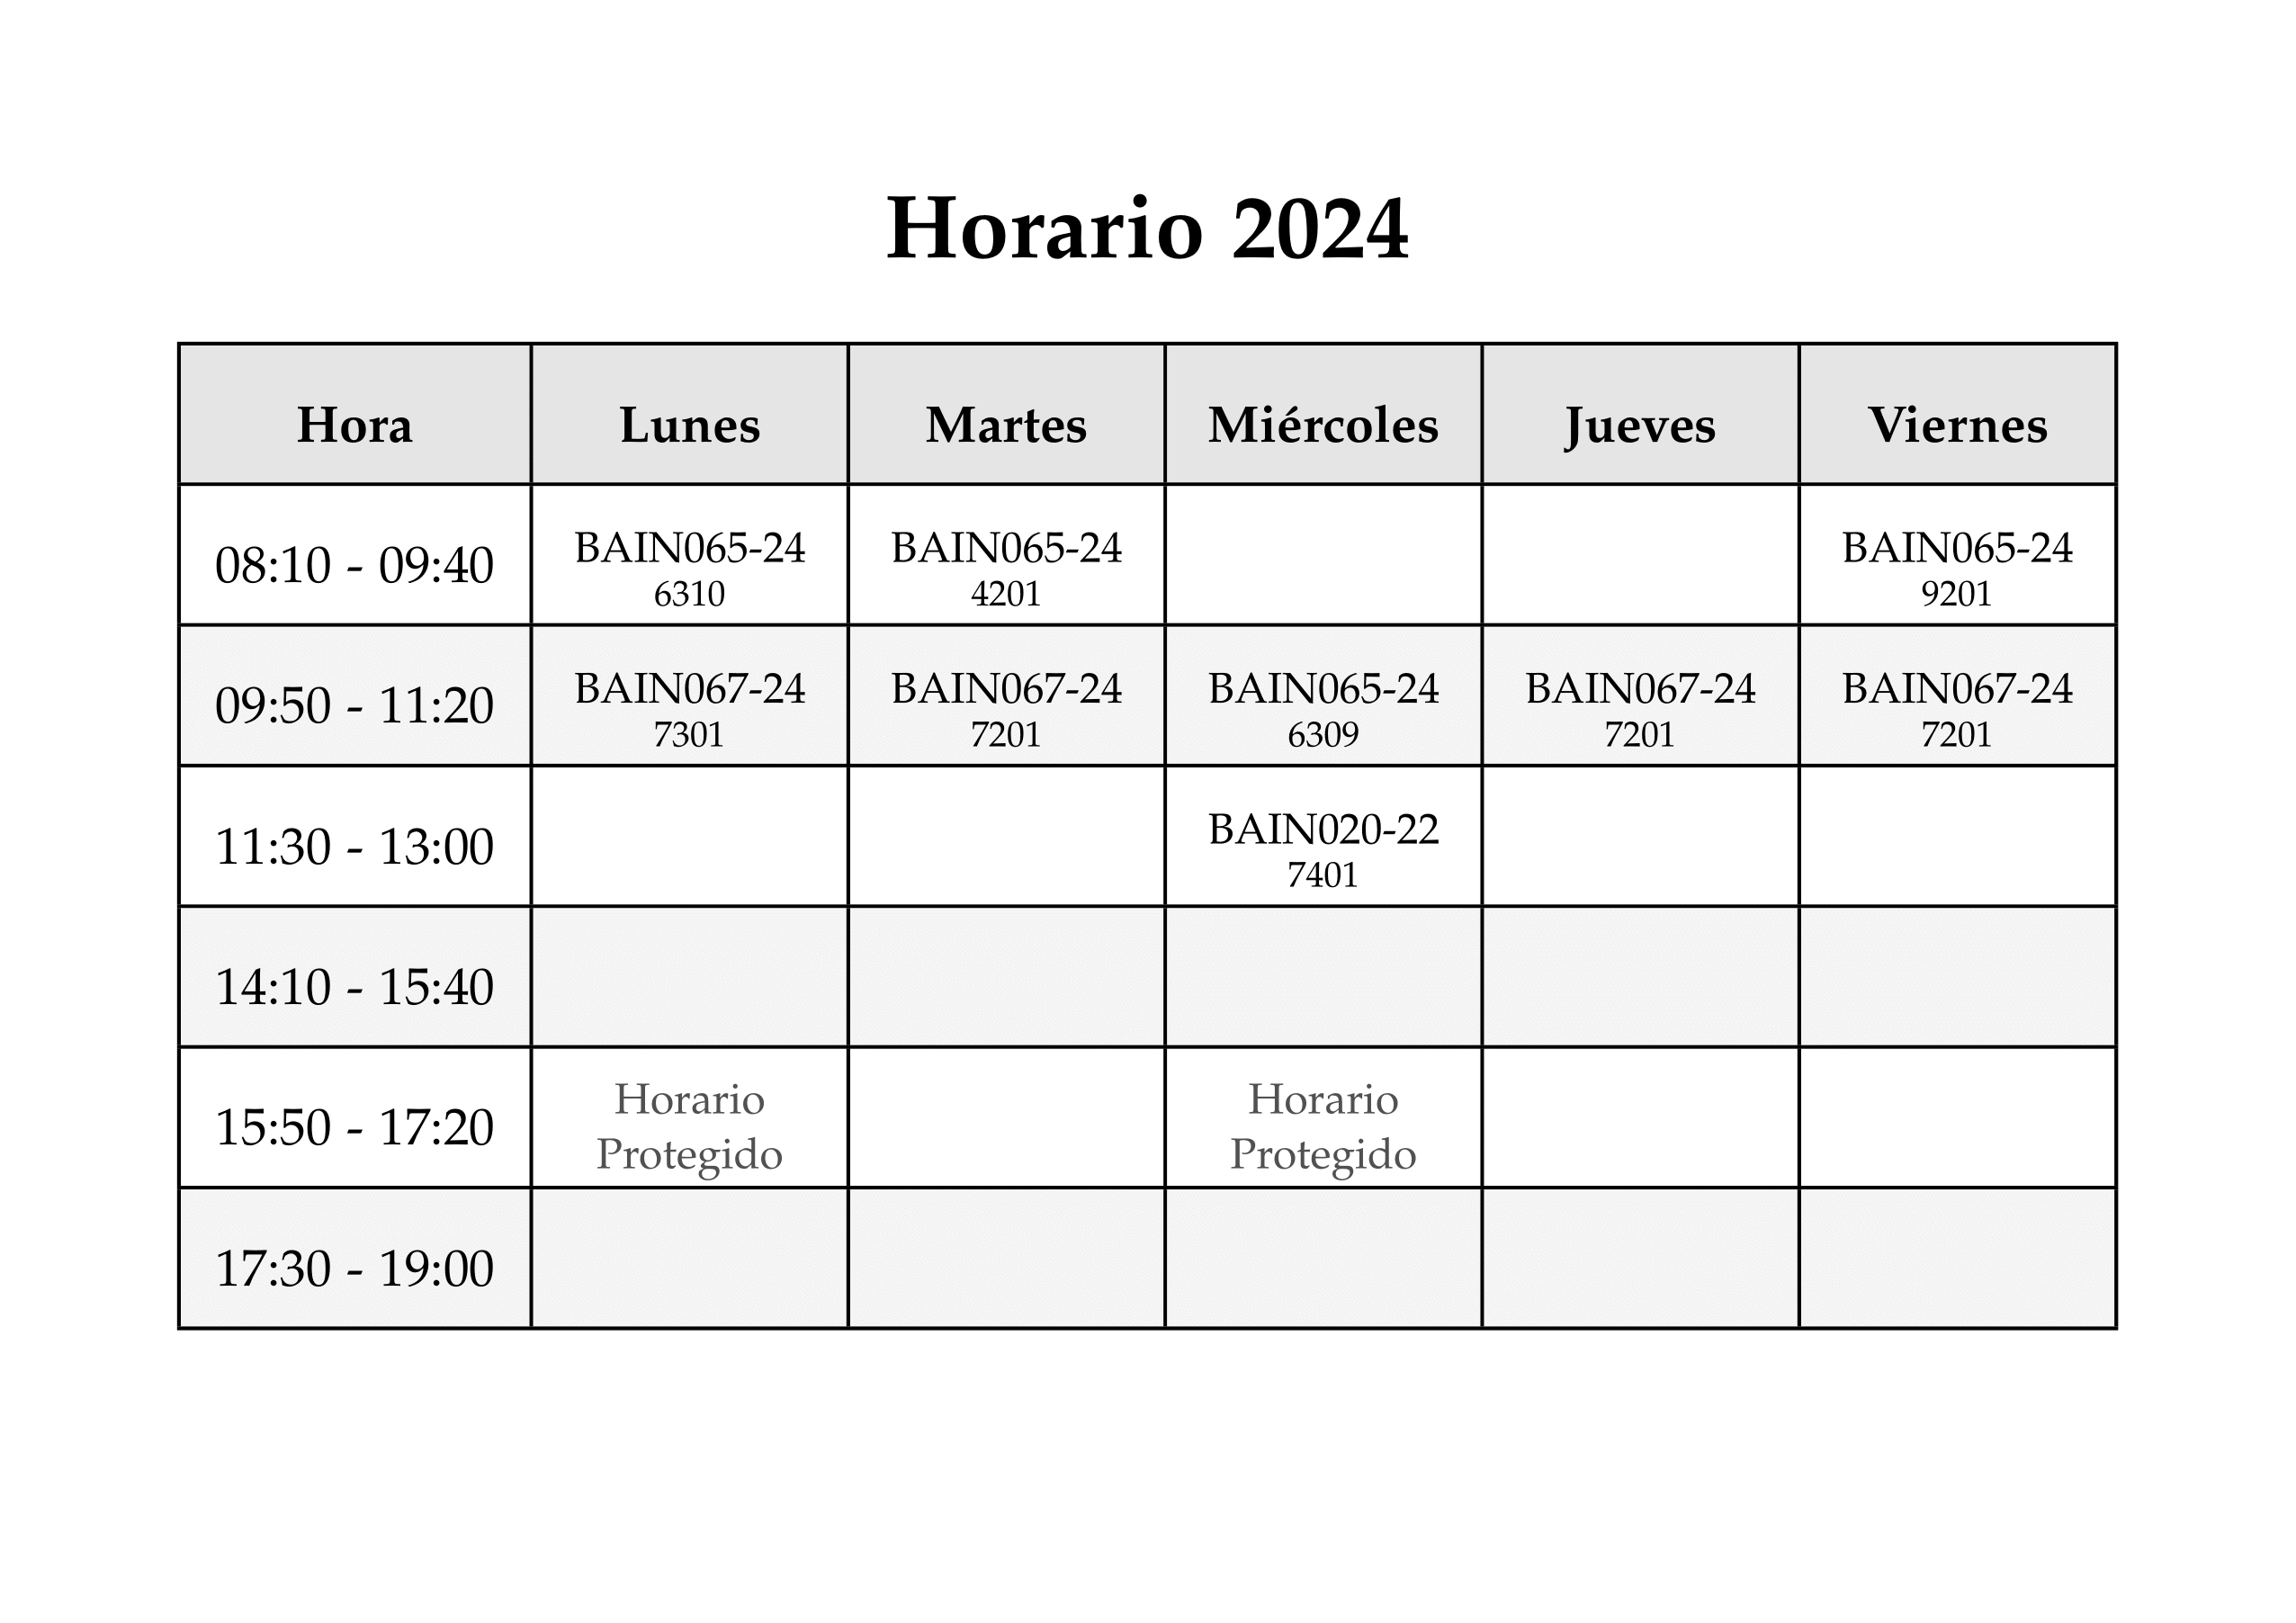 Horario 2024
Hora Lunes Martes Miércoles Jueves Viernes
08:10 - 09:40 BAIN065-24 BAIN065-24 BAIN065-24
6310 4201 9201
09:50 - 11:20 BAIN067-24 BAIN067-24 BAIN065-24 BAIN067-24 BAIN067-24
7301 7201 6309 7201 7201
11:30 - 13:00 BAIN020-22
7401
14:10 - 15:40
15:50 - 17:20 Horario Horario
Protegido Protegido
17:30 - 19:00